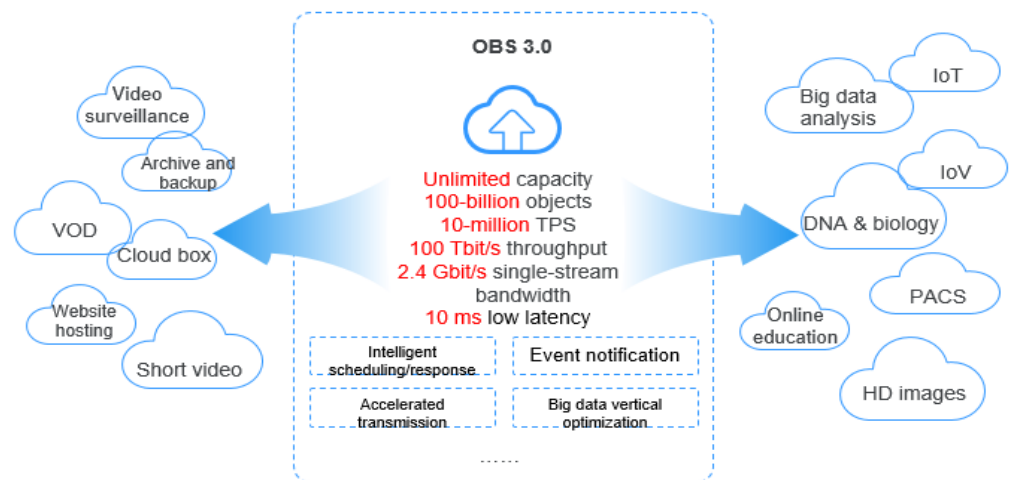 OBS 3.0
Video
surveillance
Archive and
backup
VOD
Cloud box
Website
hosting
Short video
Unlimited capacity
100-billion objects
10-million TPS
100 Tbit/s throughput
2.4 Gbit/s single-stream
bandwidth
10 ms low latency
Intelligent
scheduling/response
Event notification
Accelerated
transmission
Big data vertical
optimization
......
IoT
Big data
analysis
IoV
DNA & biology
PACS
Online
education
HD images